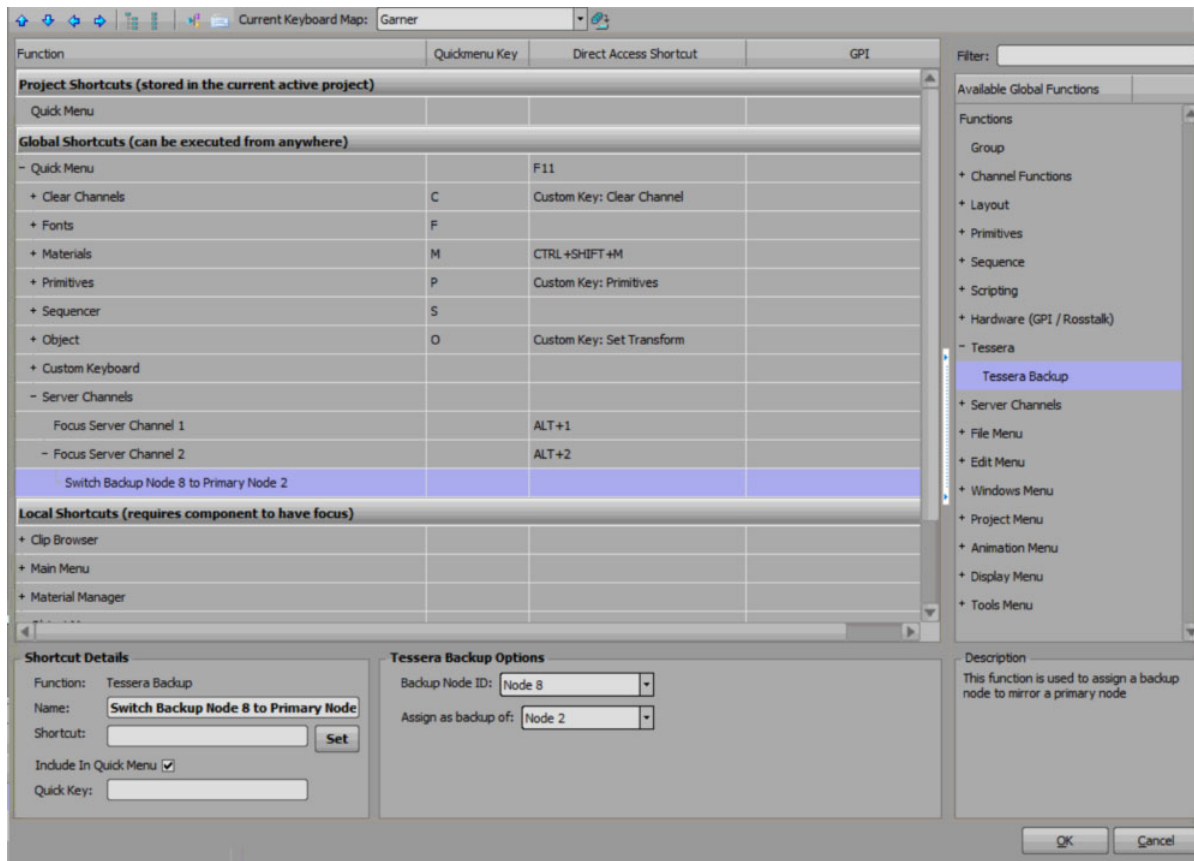 Current Keyboard Map: Garner
Function Quickmenu Key Direct Access Shortcut GPI
Project Shortcuts (stored in the current active project)
Quick Menu
Global Shortcuts (can be executed from anywhere)
- Quick Menu F11
+ Clear Channels C Custom Key: Clear Channel
+ Fonts F
+ Materials M CTRL+SHIFT+M
+ Primitives P Custom Key: Primitives
+ Sequencer S
+ Object O Custom Key: Set Transform
+ Custom Keyboard
- Server Channels
Focus Server Channel 1 ALT+1
- Focus Server Channel 2 ALT+2
Switch Backup Node 8 to Primary Node 2
Local Shortcuts (requires component to have focus)
+ Clip Browser
+ Main Menu
+ Material Manager
Filter:
Available Global Functions
Functions
Group
+ Channel Functions
+ Layout
+ Primitives
+ Sequence
+ Scripting
+ Hardware (GPI / Rosstalk)
- Tessera
Tessera Backup
+ Server Channels
+ File Menu
+ Edit Menu
+ Windows Menu
+ Project Menu
+ Animation Menu
+ Display Menu
+ Tools Menu
Shortcut Details
Function: Tessera Backup
Name: Switch Backup Node 8 to Primary Node
Shortcut: Set
Include In Quick Menu
Quick Key:
Tessera Backup Options
Backup Node ID: Node 8
Assign as backup of: Node 2
Description
This function is used to assign a backup
node to mirror a primary node
OK Cancel